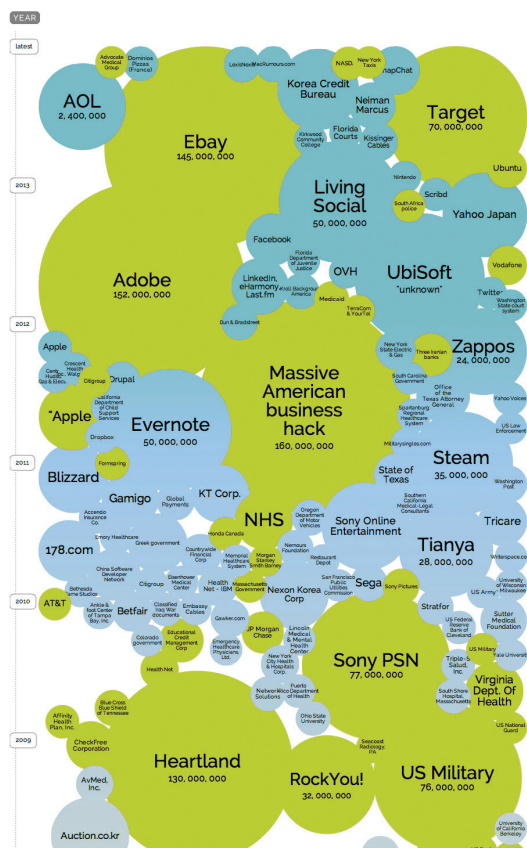 YEAR
latest
Advocate
Medical
Group
Dominios
Pizzas
(France)
MacRumours.com
NASD,
New York
Taxis
SnapChat
AOL
2, 400, 000
Korea Credit
Bureau
Neiman
Marcus
Target
70, 000, 000
Ebay
145, 000, 000
Kirkwood
Community
College
Florida
Courts
Kissinger
Cables
Ubuntu
2013
Nintendo
Living
Social
50, 000, 000
Scribd
South Africa
police
Yahoo Japan
Facebook
Florida
Department
of Juvenile
Justice
Vodafone
Adobe
152, 000, 000
LinkedIn,
eHarmony
Last.fm
Kroll Background
America
OVH
UbiSoft
"unknown"
Twitter
Washington
State court
system
Medicaid
TerraCom
& YourTel
Dun & Bradstreet
2012
Apple
New York
State Electric
& Gas
Three Iranian
banks
Zappos
24, 000, 000
Crescent
Health
Inc., Walg
Citigroup
Drupal
Massive
American
business
hack
160, 000, 000
South Carolina
Government
Office
of the
Texas Attorney
General
Yahoo Voices
"Apple
California
Department
of Child
Support
Services
Evernote
50, 000, 000
Spartanburg
Regional
Healthcare
System
US Law
Enforcement
Dropbox
Militarysingles.com
2011
Formspring
Blizzard
State of
Texas
Steam
35, 000, 000
Washington
Post
Gamigo
Global
Payments
KT Corp.
Southern
California
Medical-Legal
Consultants
Accendo
Insurance
Co.
NHS
Oregon
Department of
Motor Vehicles
Sony Online
Entertainment
Tricare
178.com
Emory Healthcare
Greek government
Honda Canada
Tianya
28, 000, 000
Writerspace.co
Countrywide
Financial
Corp
Memorial
Healthcare
System
Morgan
Stanley
Smith Barney
Nemours
Foundation
Restaurant
Depot
China Software
Developer
Network
Citigroup
Eisenhower
Medical
Center
Health
Net - IBM
Massachusetts
Government
San Francisco
Public
Utilities
Commission
Sega
Sony Pictures
US Army
University
of Wisconsin
Milwaukee
Bethesda
Game Studios
Nexon Korea
Corp
2010
AT&T
Ankle &
foot Center of
Tampa Bay,
Inc.
Betfair
Classified
Iraq War
documents
Embassy
Cables
Gawker.com
Stratfor
Sutter
Medical
Foundation
US Federal
Reserve
Bank of
Cleveland
Colorado
government
Educational
Credit
Management
Corp
Emergency
Healthcare
Physicians,
Ltd.
JP Morgan
Chase
Lincoln
Medical
& Mental
Health
Center
Sony PSN
77, 000, 000
US Military
Yale University
Triple-S
Salud,
Inc.
Health Net
New York
City Health
& Hospitals
Corp.
Virginia
Dept. Of
Health
Network
Solutions
Puerto
Rico Department
of Health
South Shore
Hospital,
Massachusetts
Blue Cross
Blue Shield
of Tennessee
Affinity
Health
Plan, Inc.
Ohio State
University
US National
Guard
2009
CheckFree
Corporation
Seacoast
Radiology,
PA
Heartland
130, 000, 000
RockYou!
32, 000, 000
US Military
76, 000, 000
AvMed,
Inc.
Auction.co.kr
University
of California
Berkeley